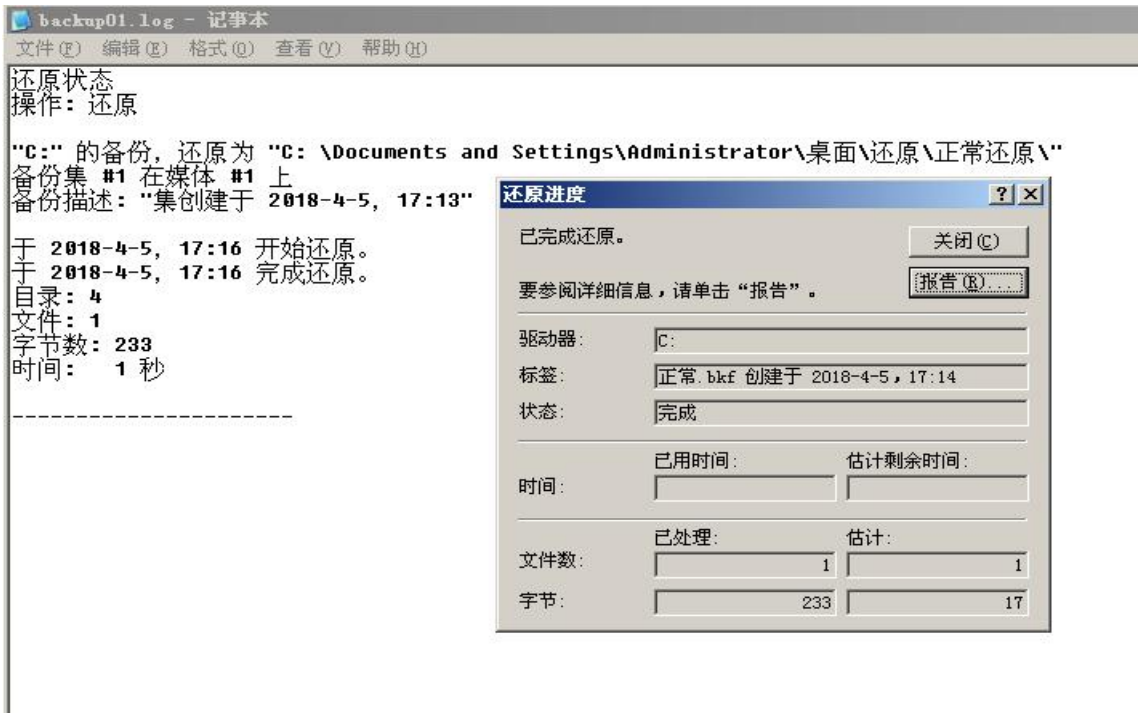 backup01.log - 记事本
文件(F) 编辑(E) 格式(O) 查看(V) 帮助(H)
还原状态
操作: 还原
"C:" 的备份, 还原为 "C: \Documents and Settings\Administrator\桌面\还原\正常还原\"
备份集 #1 在媒体 #1 上
备份描述: "集创建于 2018-4-5, 17:13"
于 2018-4-5, 17:16 开始还原。
于 2018-4-5, 17:16 完成还原。
目录: 4
文件: 1
字节数: 233
时间: 1 秒
----------------------
还原进度
已完成还原。
关闭(C)
要参阅详细信息，请单击“报告”。
报告(R)...
驱动器: C:
标签: 正常.bkf 创建于 2018-4-5，17:14
状态: 完成
已用时间: 估计剩余时间:
时间:
已处理: 估计:
文件数: 1 1
字节: 233 17